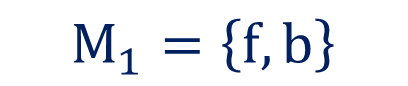 M₁ = {f, b}